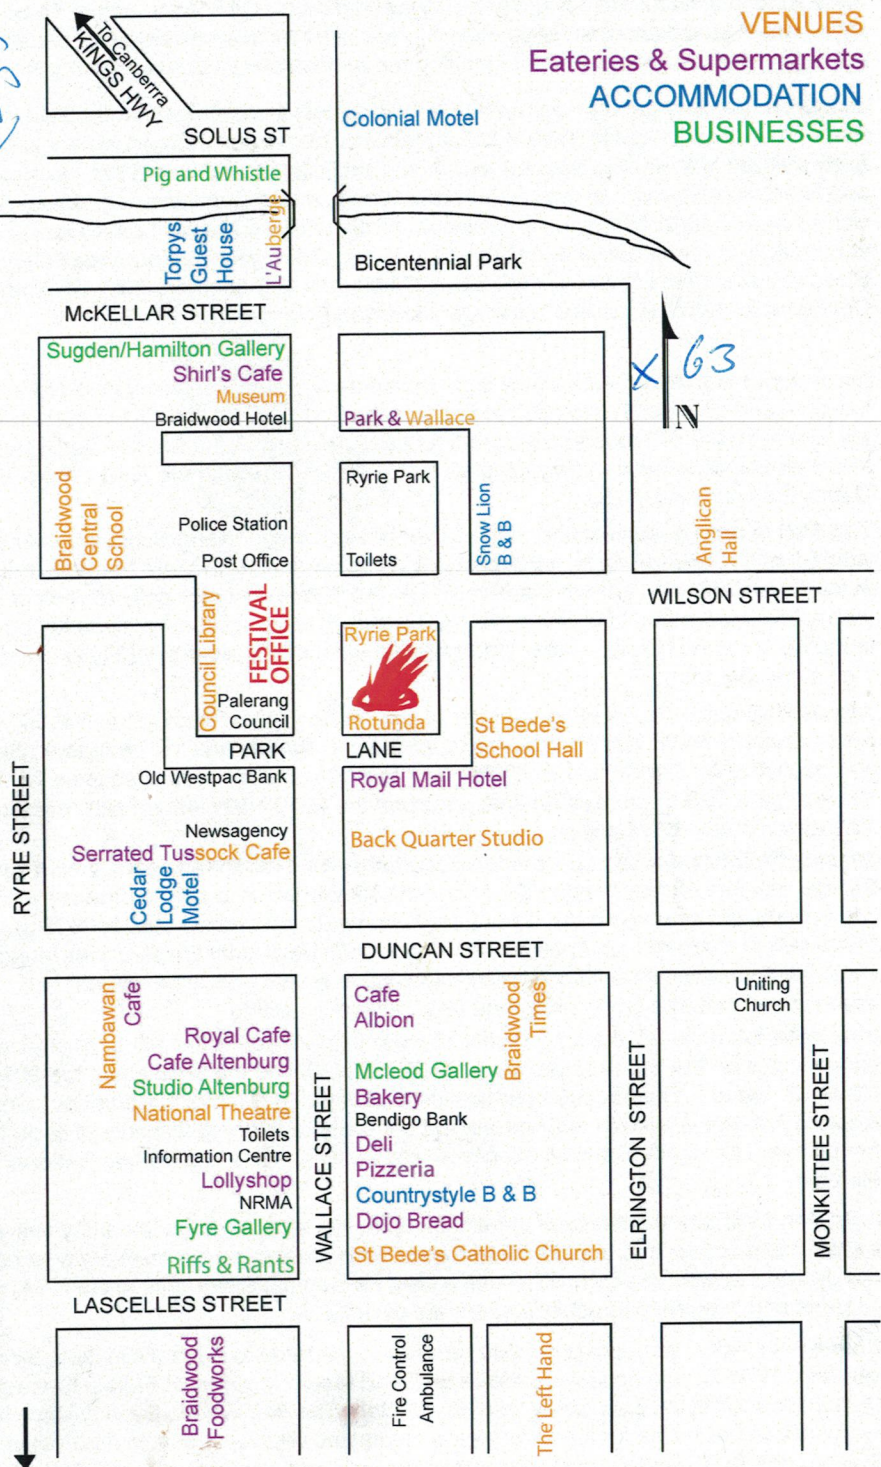 VENUES
Eateries & Supermarkets
ACCOMMODATION
BUSINESSES
To Canberrra
KINGS HWY
SOLUS ST
Colonial Motel
Pig and Whistle
Torpys
Guest
House
L'Auberge
Bicentennial Park
McKELLAR STREET
Sugden/Hamilton Gallery
Shirl's Cafe
Museum
Braidwood Hotel
Park & Wallace
x 63
N
Ryrie Park
Braidwood
Central
School
Police Station
Post Office
Toilets
Snow Lion
B & B
Anglican
Hall
WILSON STREET
Council Library
FESTIVAL
OFFICE
Palerang
Council
Ryrie Park
Rotunda
St Bede's
School Hall
PARK LANE
Old Westpac Bank
Royal Mail Hotel
RYRIE STREET
Newsagency
Serrated Tussock Cafe
Back Quarter Studio
Cedar
Lodge
Motel
DUNCAN STREET
Nambawan
Cafe
Royal Cafe
Cafe Altenburg
Studio Altenburg
National Theatre
Toilets
Information Centre
Lollyshop
NRMA
Fyre Gallery
Riffs & Rants
WALLACE STREET
Cafe
Albion
Braidwood
Times
Mcleod Gallery
Bakery
Bendigo Bank
Deli
Pizzeria
Countrystyle B & B
Dojo Bread
St Bede's Catholic Church
ELRINGTON STREET
Uniting
Church
MONKITTEE STREET
LASCELLES STREET
Braidwood
Foodworks
Fire Control
Ambulance
The Left Hand